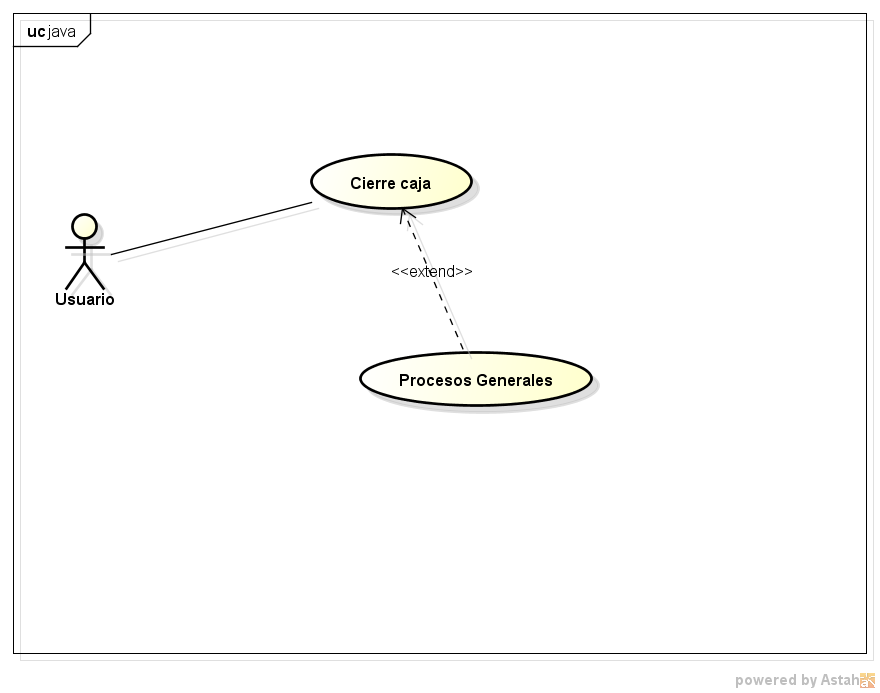 uc java
Cierre caja
<<extend>>
Usuario
Procesos Generales
powered by Astah